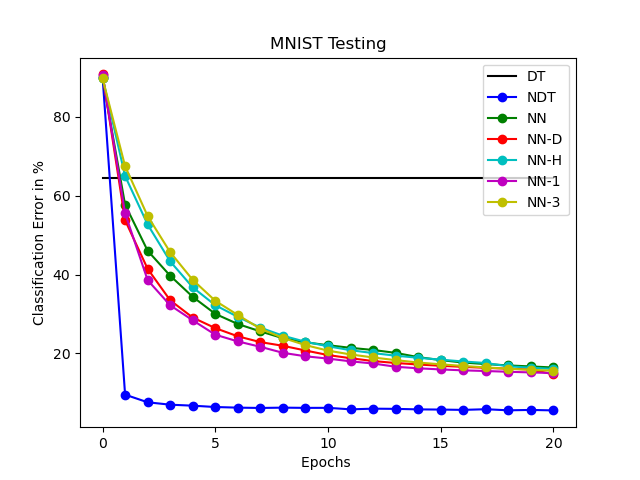 MNIST Testing
DT
NDT
NN
NN-D
NN-H
NN-1
NN-3
Classification Error in %
80
60
40
20
0
5
10
15
20
Epochs